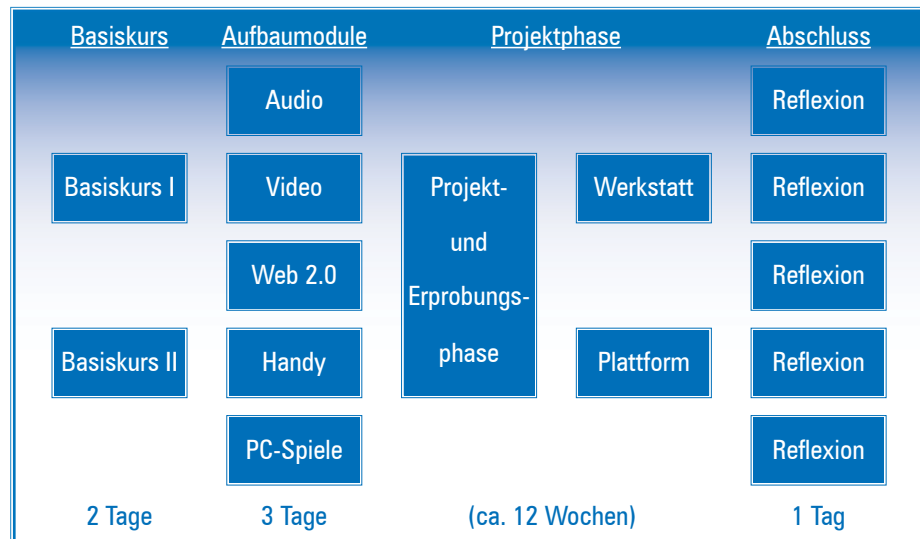 Basiskurs Aufbaumodule Projektphase Abschluss
Audio Reflexion
Basiskurs I Video Projekt- Werkstatt Reflexion
und
Web 2.0 Erprobungs- Reflexion
Basiskurs II Handy phase Plattform Reflexion
PC-Spiele Reflexion
2 Tage 3 Tage (ca. 12 Wochen) 1 Tag